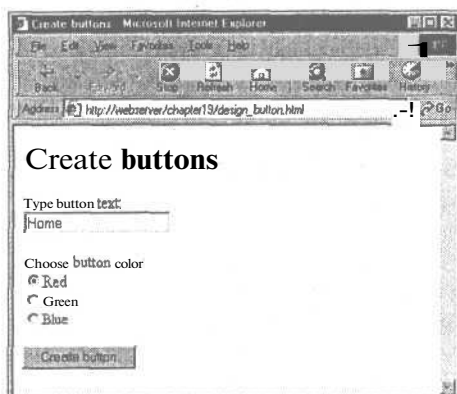 Create buttons Microsoft Internet Explorer
File Edit View Favorites Tools Help
Back Forward Stop Refresh Home Search Favorites History
Address http://webserver/chapter13/design_button.html Go
Create buttons
Type button text:
Home
Choose button color
Red
Green
Blue
Create button